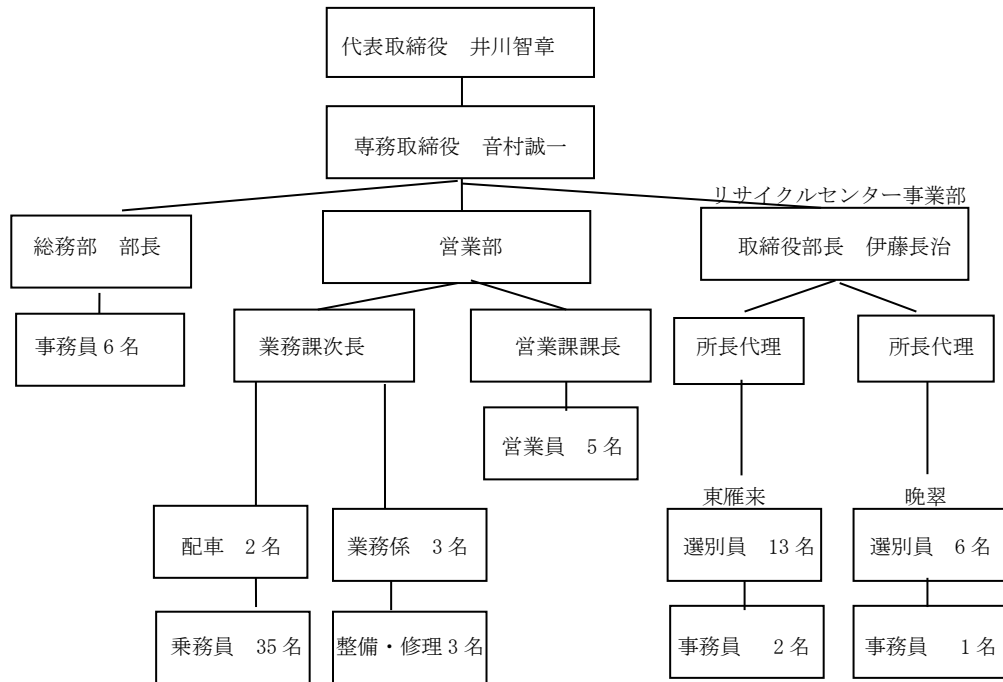 代表取締役　井川智章
専務取締役　音村誠一
リサイクルセンター事業部
総務部　部長
営業部
取締役部長　伊藤長治
事務員6名
業務課次長
営業課課長
所長代理
所長代理
営業員　5名
東雁来
晩翠
配車　2名
業務係　3名
選別員　13名
選別員　6名
乗務員　35名
整備・修理3名
事務員　2名
事務員　1名